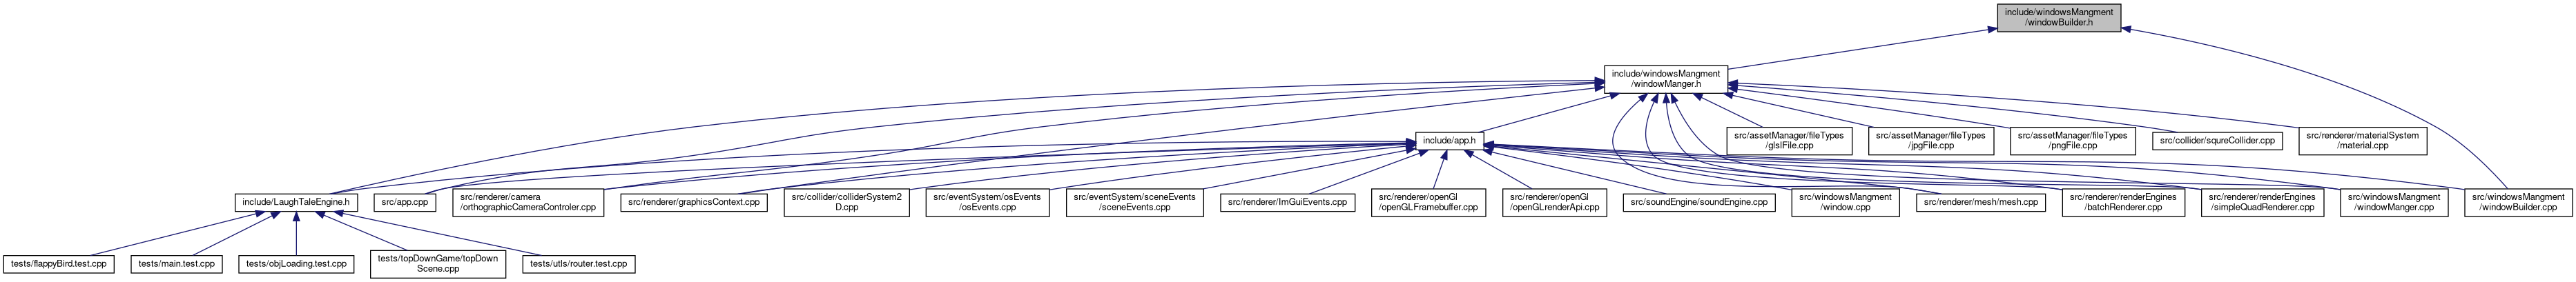 include/windowsMangment
/windowBuilder.h
include/windowsMangment
/windowManger.h
include/app.h
src/assetManager/fileTypes
/glslFile.cpp
src/assetManager/fileTypes
/jpgFile.cpp
src/assetManager/fileTypes
/pngFile.cpp
src/collider/squreCollider.cpp
src/renderer/materialSystem
/material.cpp
include/LaughTaleEngine.h
src/app.cpp
src/renderer/camera
/orthographicCameraControler.cpp
src/renderer/graphicsContext.cpp
src/collider/colliderSystem2
D.cpp
src/eventSystem/osEvents
/osEvents.cpp
src/eventSystem/sceneEvents
/sceneEvents.cpp
src/renderer/ImGuiEvents.cpp
src/renderer/openGl
/openGLFramebuffer.cpp
src/renderer/openGl
/openGLrenderApi.cpp
src/soundEngine/soundEngine.cpp
src/windowsMangment
/window.cpp
src/renderer/mesh/mesh.cpp
src/renderer/renderEngines
/batchRenderer.cpp
src/renderer/renderEngines
/simpleQuadRenderer.cpp
src/windowsMangment
/windowManger.cpp
src/windowsMangment
/windowBuilder.cpp
tests/flappyBird.test.cpp
tests/main.test.cpp
tests/objLoading.test.cpp
tests/topDownGame/topDown
Scene.cpp
tests/utls/router.test.cpp